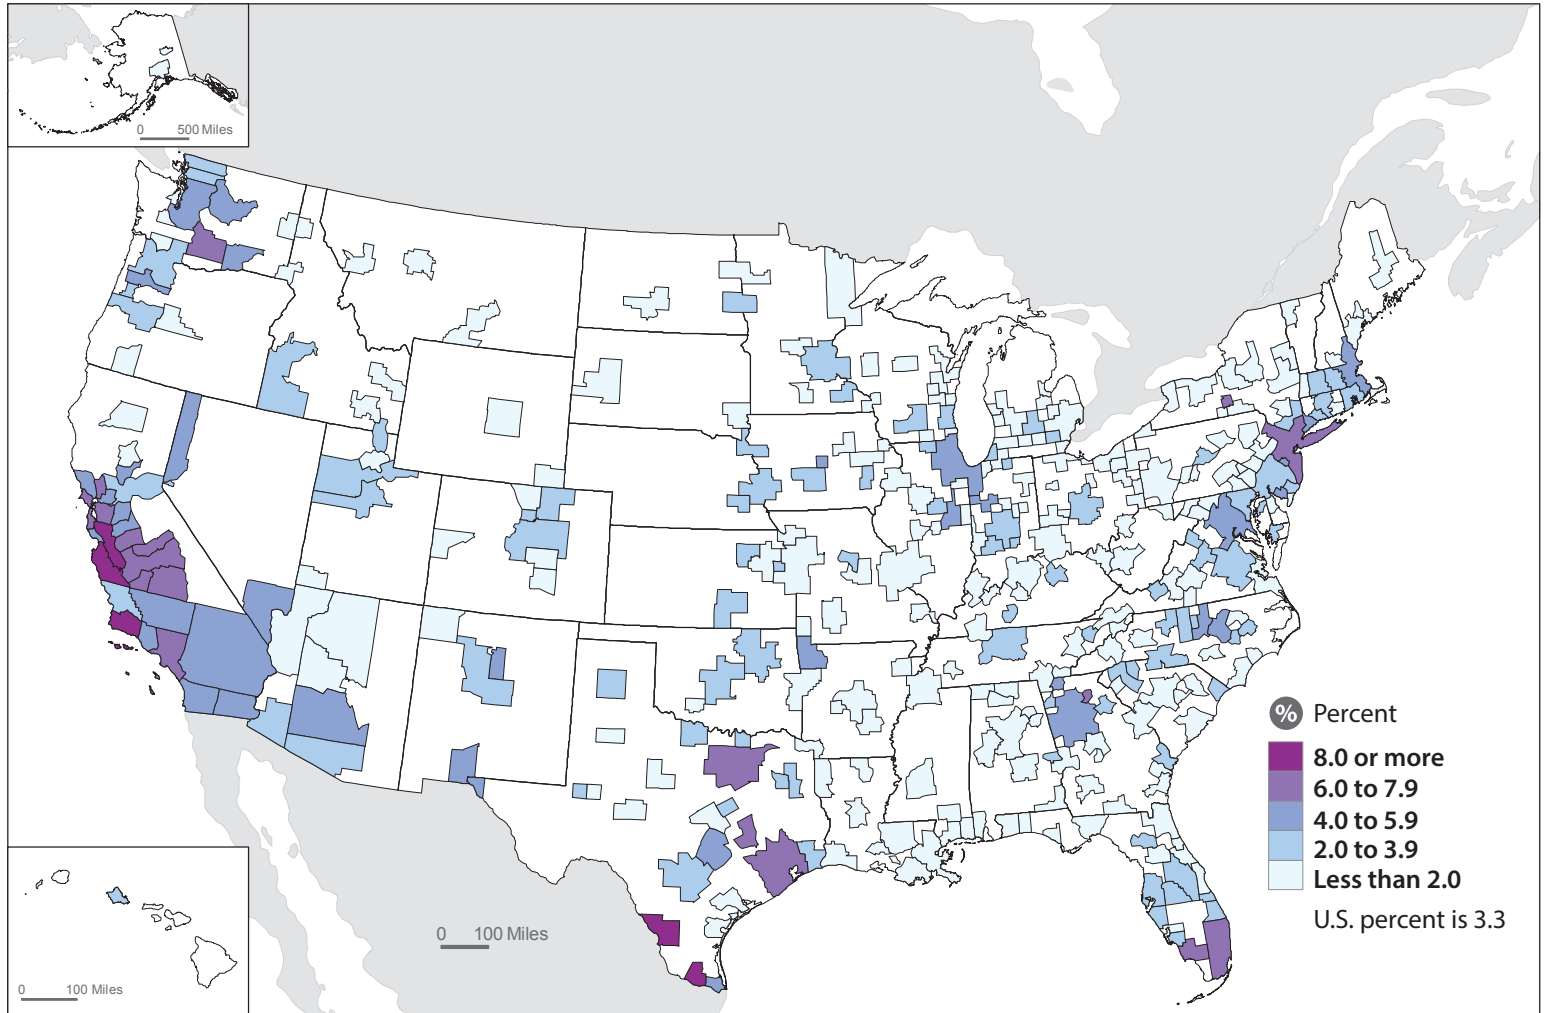 0 500 Miles
% Percent
8.0 or more
6.0 to 7.9
4.0 to 5.9
2.0 to 3.9
Less than 2.0
U.S. percent is 3.3
0 100 Miles
0 100 Miles